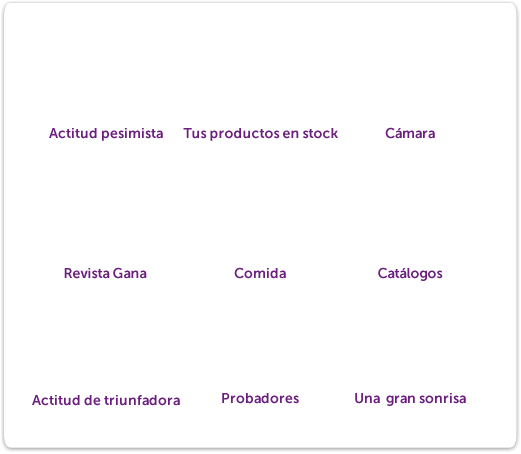 Actitud pesimista
Tus productos en stock
Cámara
Revista Gana
Comida
Catálogos
Actitud de triunfadora
Probadores
Una gran sonrisa